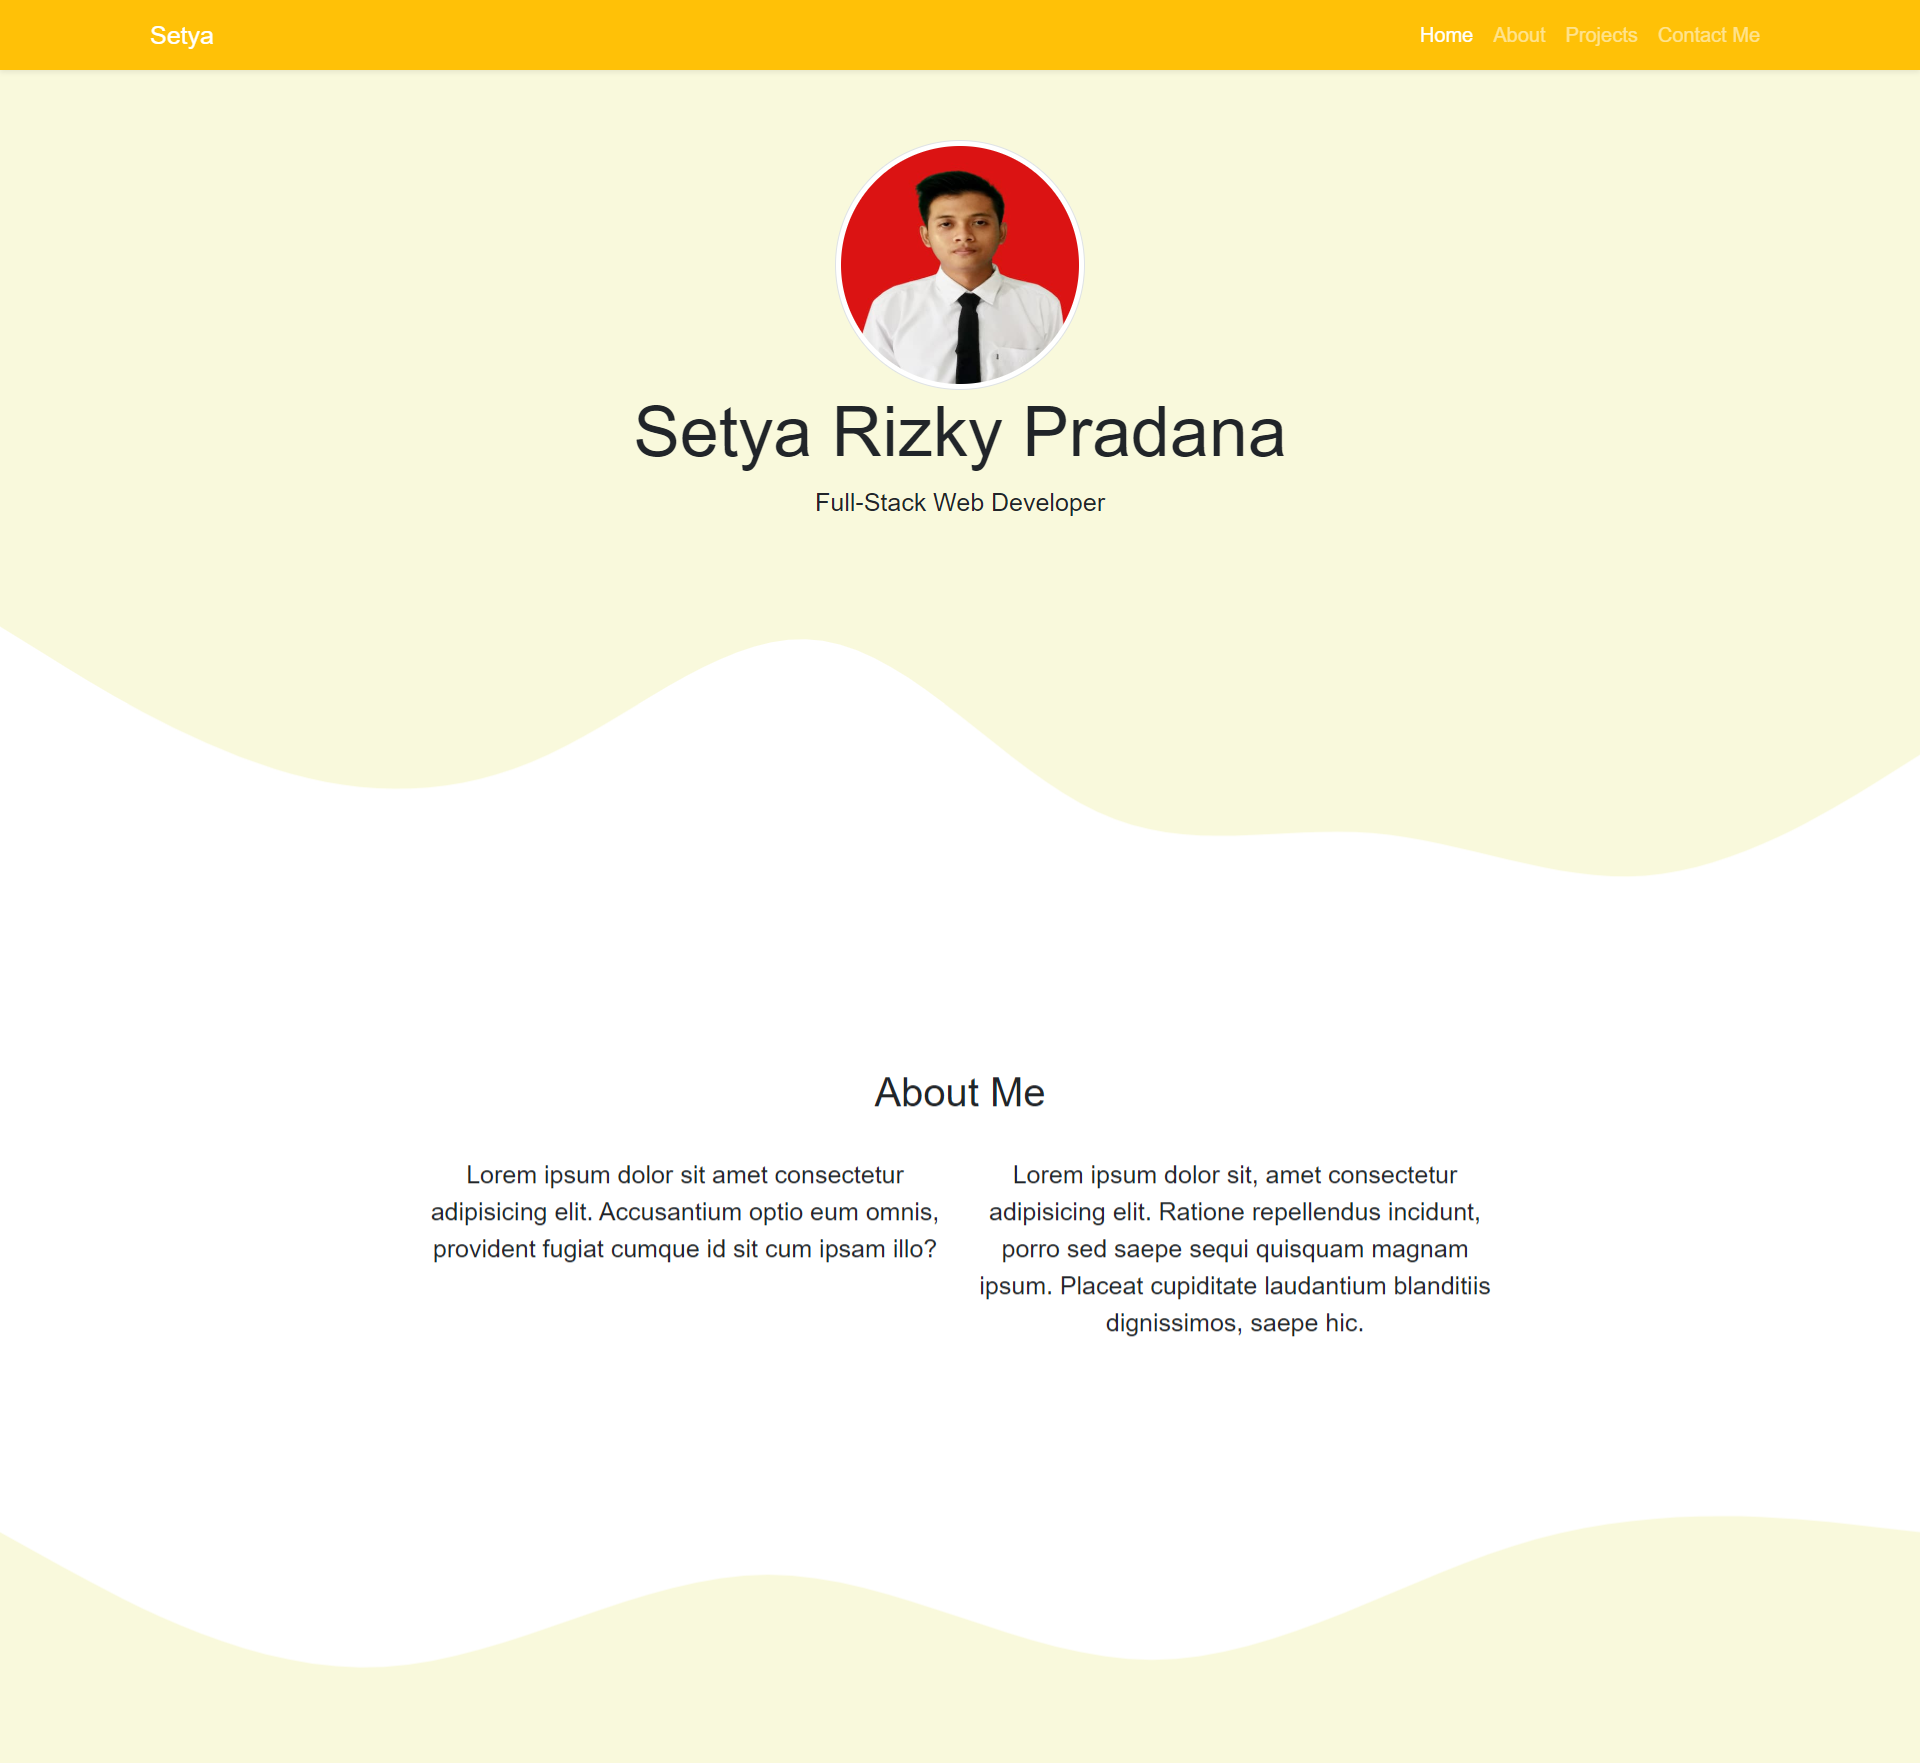 Setya
Home About Projects Contact Me
Setya Rizky Pradana
Full-Stack Web Developer
About Me
Lorem ipsum dolor sit amet consectetur
adipisicing elit. Accusantium optio eum omnis,
provident fugiat cumque id sit cum ipsam illo?
Lorem ipsum dolor sit, amet consectetur
adipisicing elit. Ratione repellendus incidunt,
porro sed saepe sequi quisquam magnam
ipsum. Placeat cupiditate laudantium blanditiis
dignissimos, saepe hic.